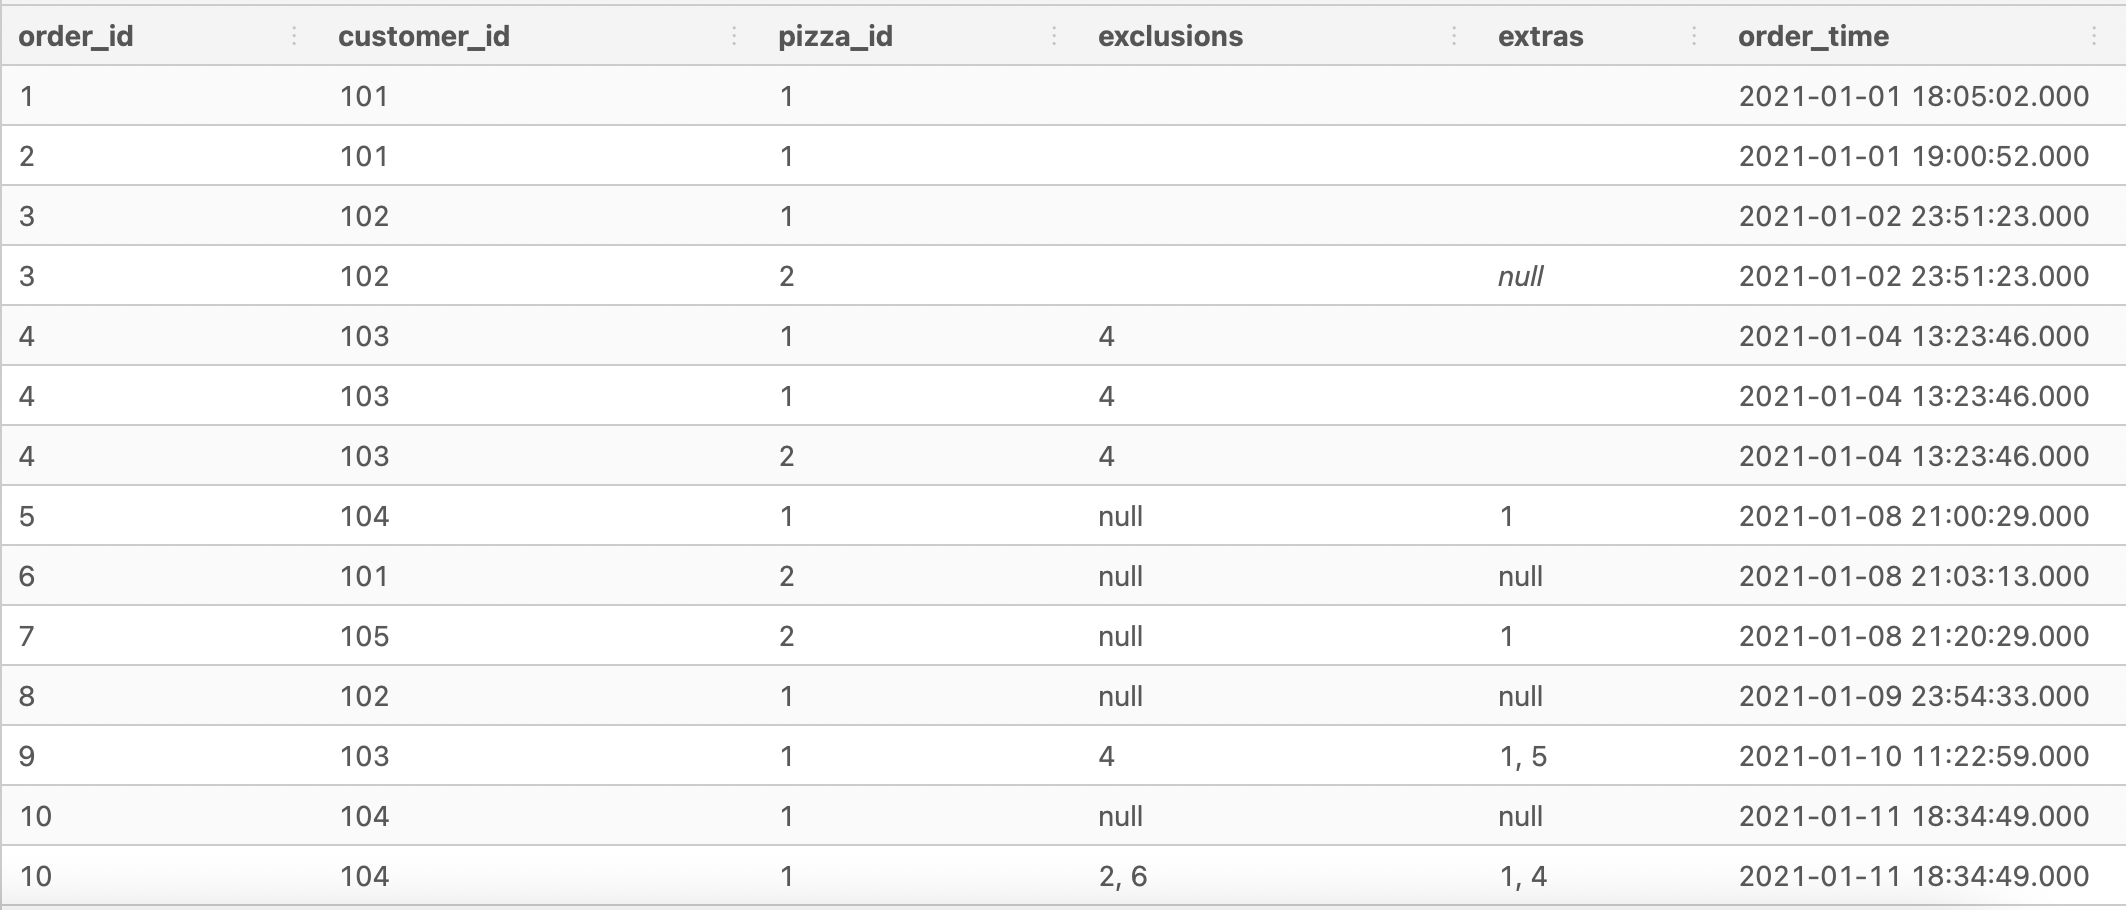 order_id customer_id pizza_id exclusions extras order_time
1 101 1 2021-01-01 18:05:02.000
2 101 1 2021-01-01 19:00:52.000
3 102 1 2021-01-02 23:51:23.000
3 102 2 null 2021-01-02 23:51:23.000
4 103 1 4 2021-01-04 13:23:46.000
4 103 1 4 2021-01-04 13:23:46.000
4 103 2 4 2021-01-04 13:23:46.000
5 104 1 null 1 2021-01-08 21:00:29.000
6 101 2 null null 2021-01-08 21:03:13.000
7 105 2 null 1 2021-01-08 21:20:29.000
8 102 1 null null 2021-01-09 23:54:33.000
9 103 1 4 1, 5 2021-01-10 11:22:59.000
10 104 1 null null 2021-01-11 18:34:49.000
10 104 1 2, 6 1, 4 2021-01-11 18:34:49.000